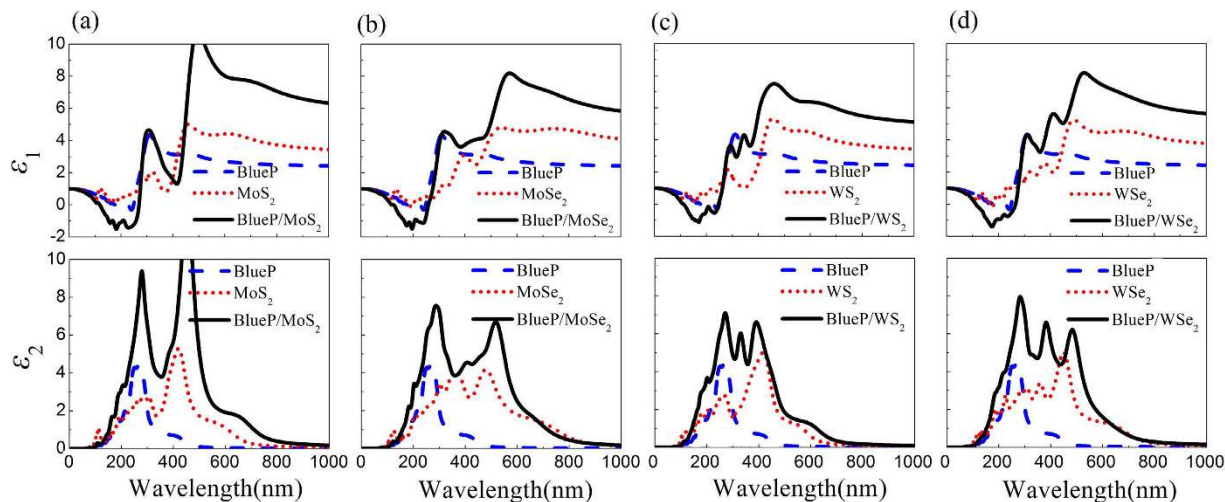 (a) (b) (c) (d)
10
8
6
4
2
0
-2
ε₁
BlueP
MoS₂
BlueP/MoS₂
BlueP
MoSe₂
BlueP/MoSe₂
BlueP
WS₂
BlueP/WS₂
BlueP
WSe₂
BlueP/WSe₂
10
8
6
4
2
0
ε₂
BlueP
MoS₂
BlueP/MoS₂
BlueP
MoSe₂
BlueP/MoSe₂
BlueP
WS₂
BlueP/WS₂
BlueP
WSe₂
BlueP/WSe₂
0 200 400 600 800 1000 0 200 400 600 800 1000 0 200 400 600 800 1000 0 200 400 600 800 1000
Wavelength(nm) Wavelength(nm) Wavelength(nm) Wavelength(nm)